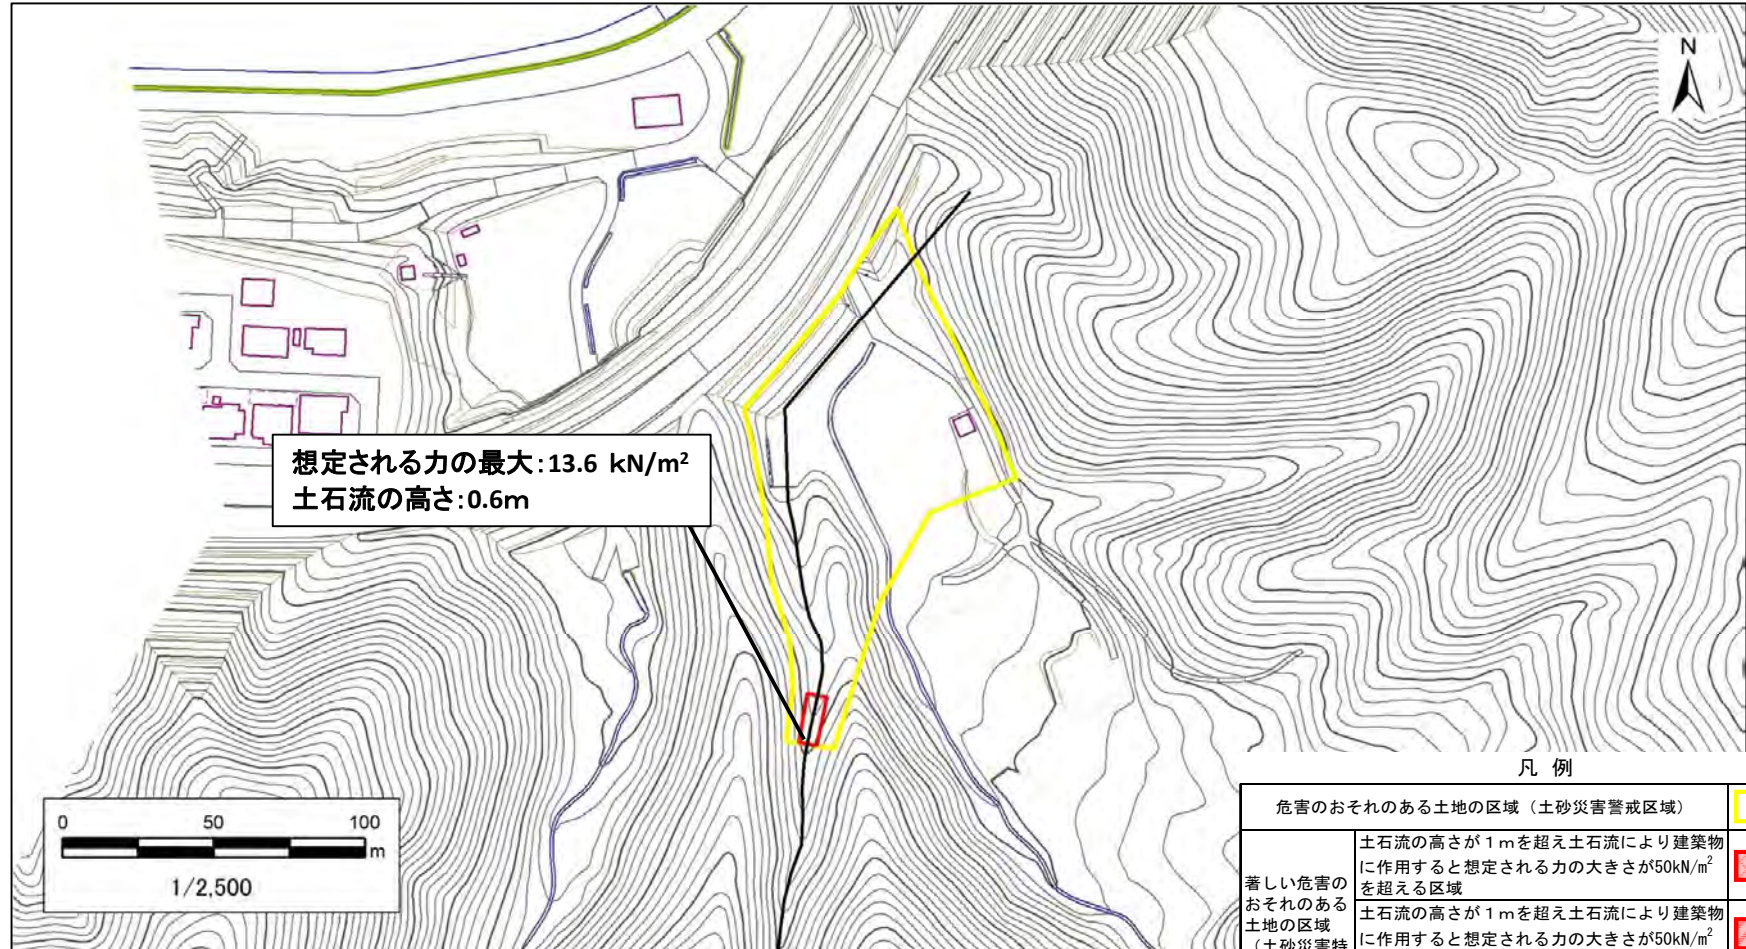 N
想定される力の最大：13.6 kN/m²
土石流の高さ：0.6m
0 50 100
m
1/2,500
凡 例
危害のおそれのある土地の区域（土砂災害警戒区域）
著しい危害の
おそれのある
土地の区域
（土砂災害特
土石流の高さが１ｍを超え土石流により建築物
に作用すると想定される力の大きさが50kN/m²
を超える区域
土石流の高さが１ｍを超え土石流により建築物
に作用すると想定される力の大きさが50kN/m²